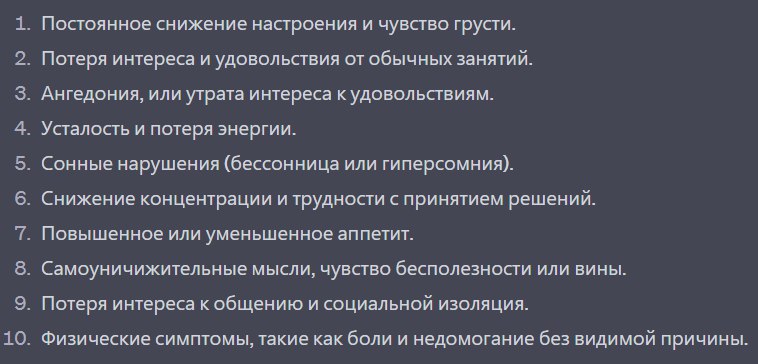 1. Постоянное снижение настроения и чувство грусти.
2. Потеря интереса и удовольствия от обычных занятий.
3. Ангедония, или утрата интереса к удовольствиям.
4. Усталость и потеря энергии.
5. Сонные нарушения (бессонница или гиперсомния).
6. Снижение концентрации и трудности с принятием решений.
7. Повышенное или уменьшенное аппетит.
8. Самоуничижительные мысли, чувство бесполезности или вины.
9. Потеря интереса к общению и социальной изоляция.
10. Физические симптомы, такие как боли и недомогание без видимой причины.